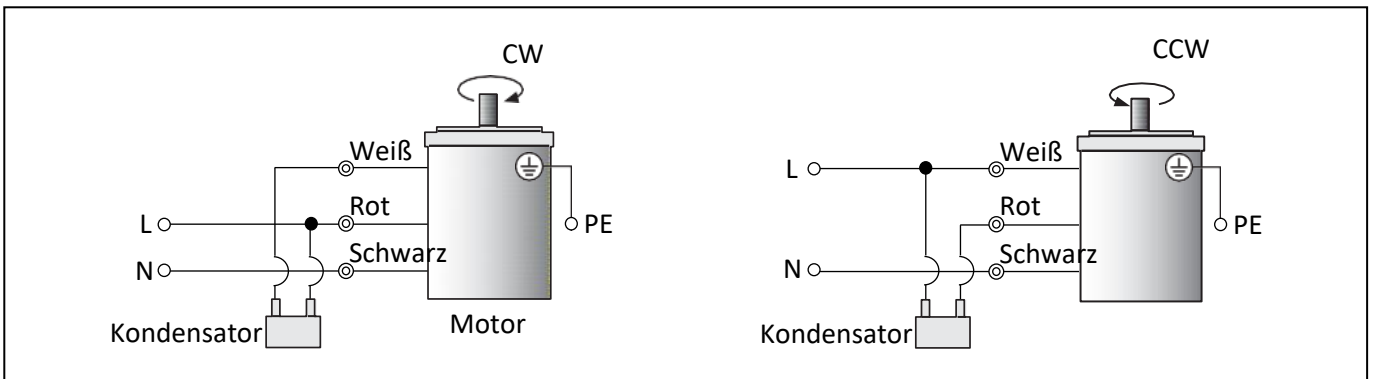 CW
Weiß
Rot
L
PE
Schwarz
N
Kondensator
Motor
CCW
L
Weiß
Rot
PE
Schwarz
N
Kondensator